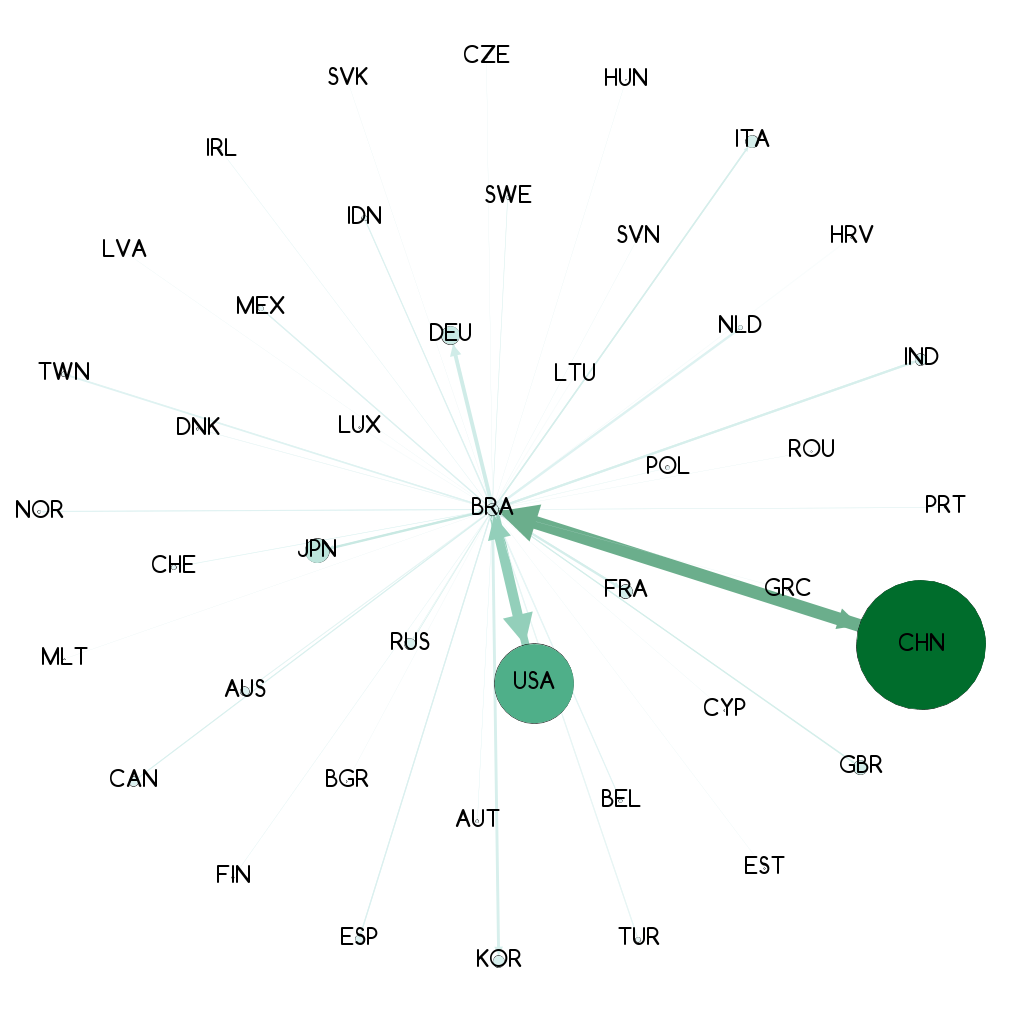 CZE
SVK
HUN
ITA
IRL
SWE
IDN
SVN
HRV
LVA
MEX
NLD
DEU
IND
TWN
LTU
DNK
LUX
ROU
POL
PRT
BRA
NOR
JPN
CHE
GRC
FRA
RUS
CHN
MLT
USA
AUS
CYP
GBR
CAN
BGR
BEL
AUT
EST
FIN
ESP
TUR
KOR